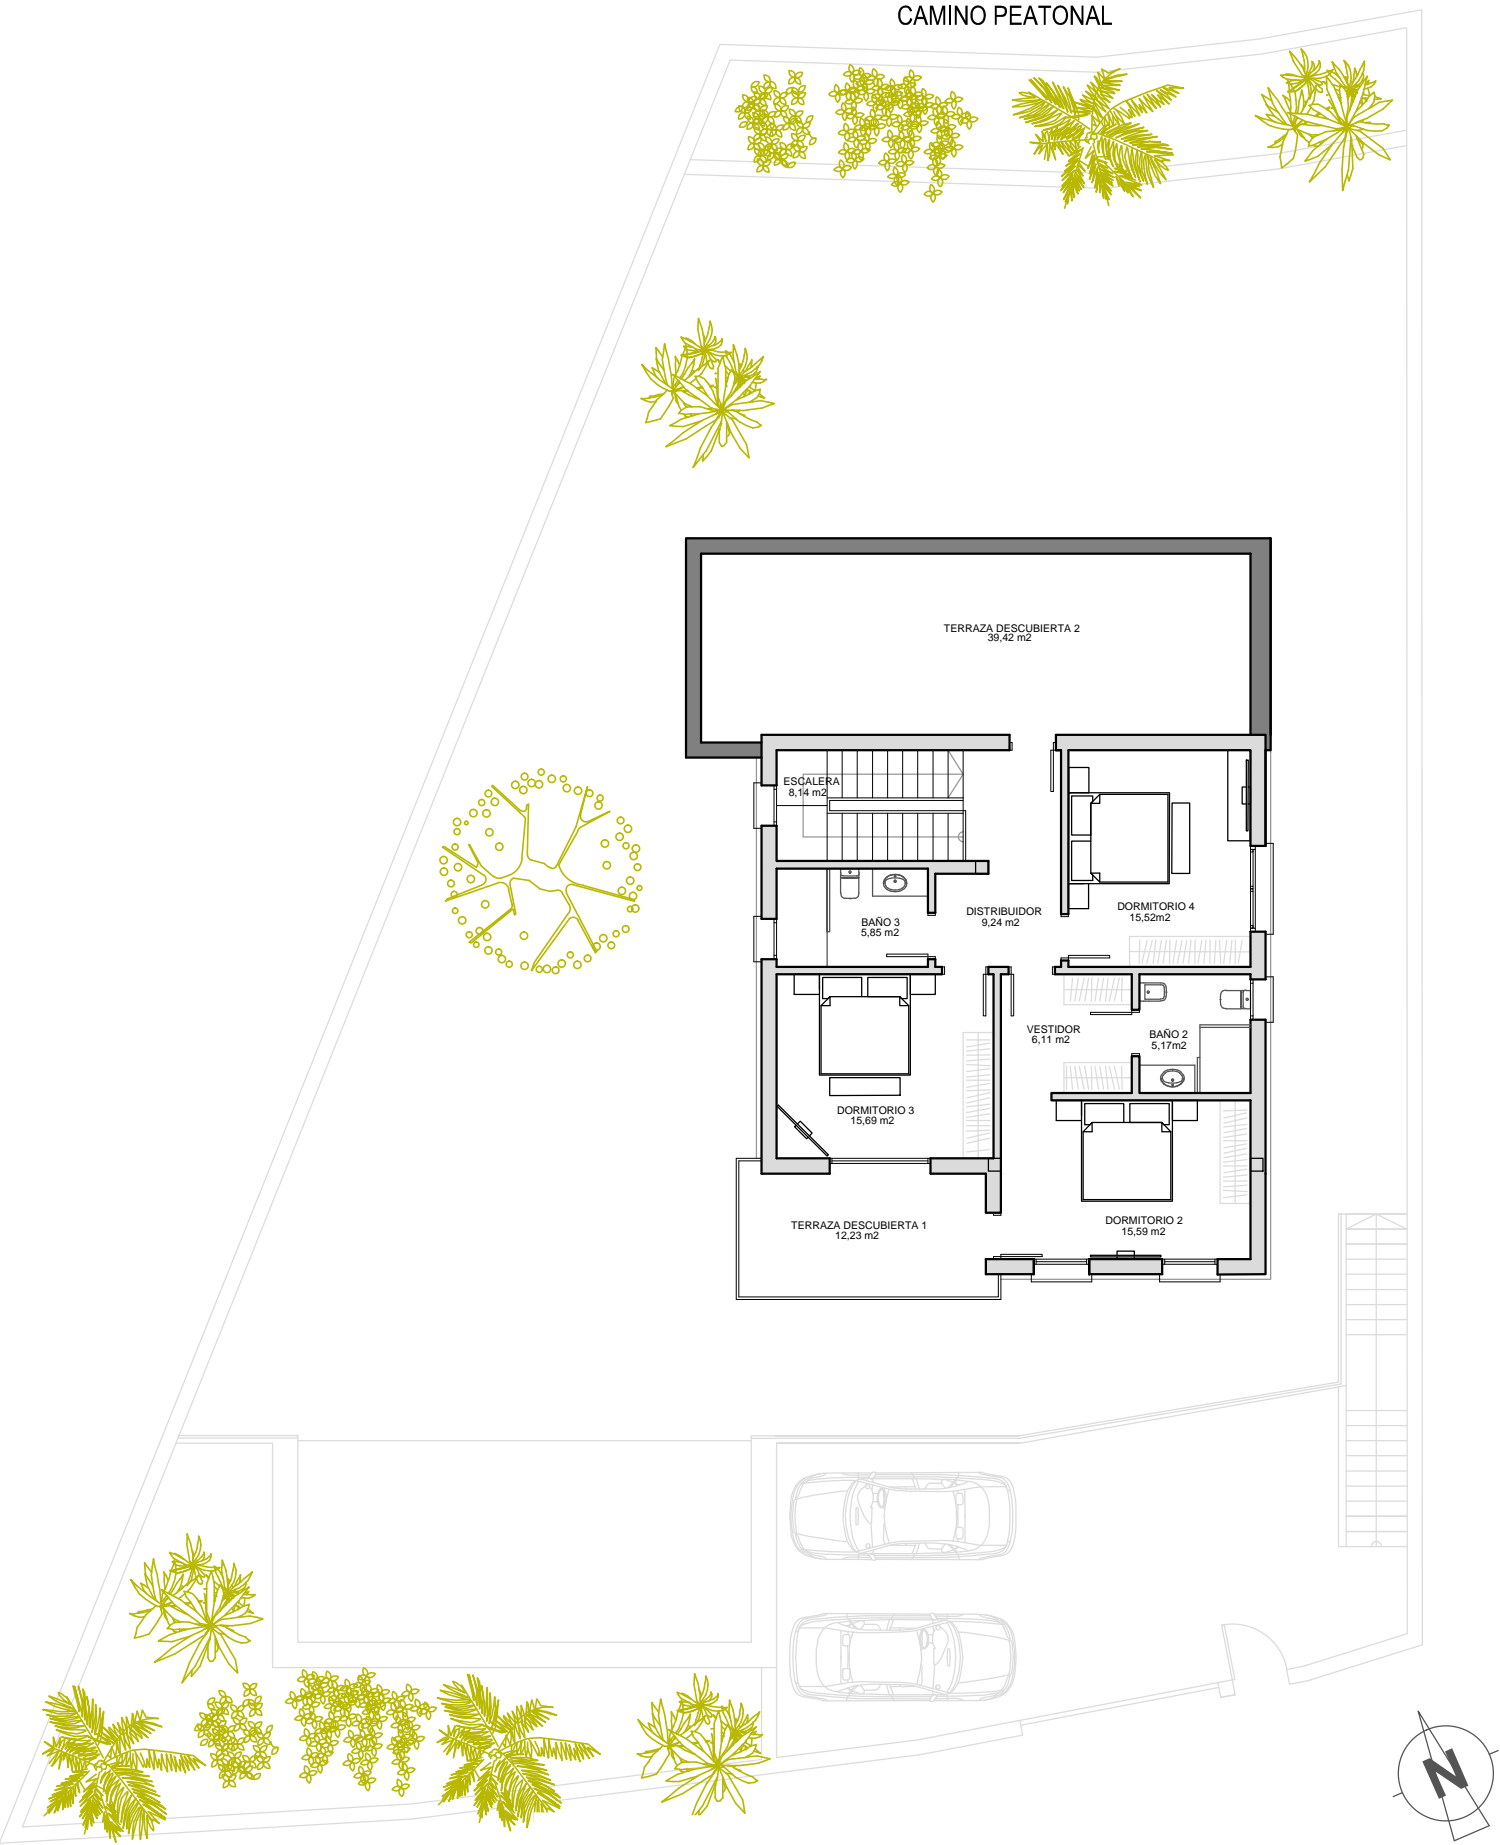 CAMINO PEATONAL
TERRAZA DESCUBIERTA 2
39,42 m2
ESCALERA
8,14 m2
DORMITORIO 4
15,52m2
DISTRIBUIDOR
9,24 m2
BAÑO 3
5,85 m2
VESTIDOR
6,11 m2
BAÑO 2
5,17m2
DORMITORIO 3
15,69 m2
DORMITORIO 2
15,59 m2
TERRAZA DESCUBIERTA 1
12,23 m2
N